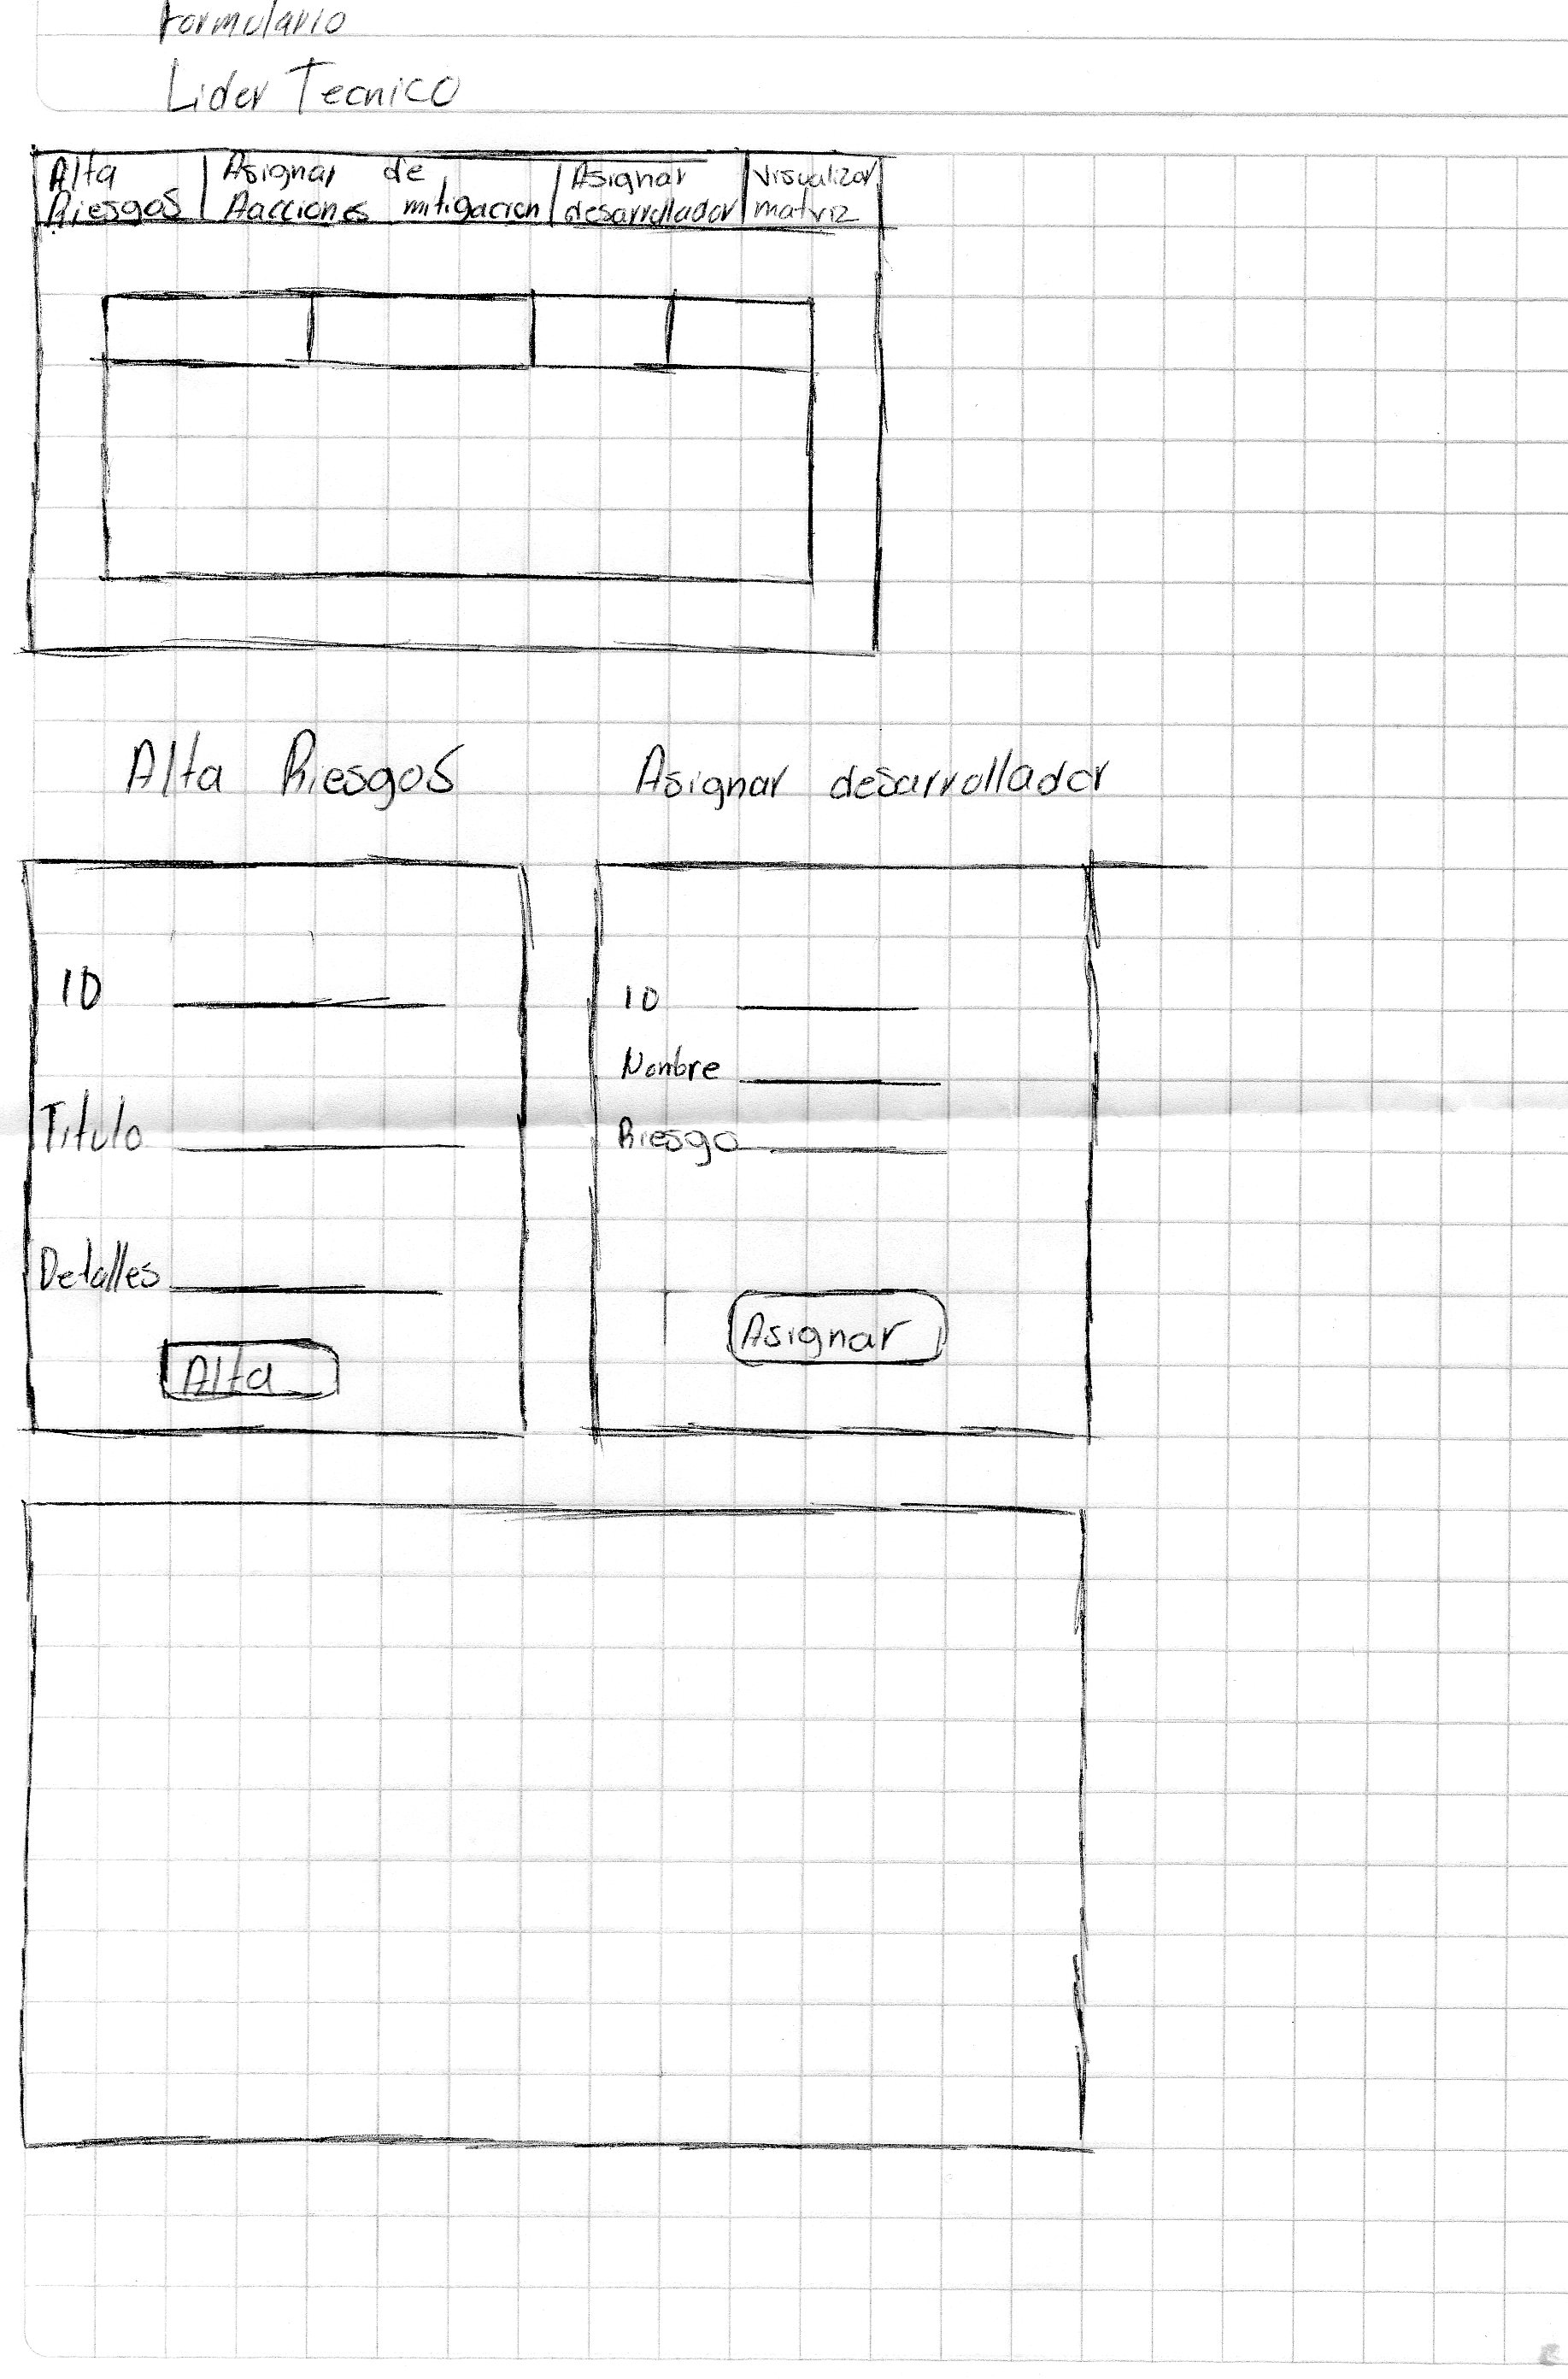 Formulario
Lider Tecnico
Alta Riesgos
Asignar de Aacciones mitigacion
Asignar desarrollador
Visualizar matriz
Alta Riesgos
Asignar desarrollador
ID
Titulo
Detalles
Alta
ID
Nombre
Riesgo
Asignar